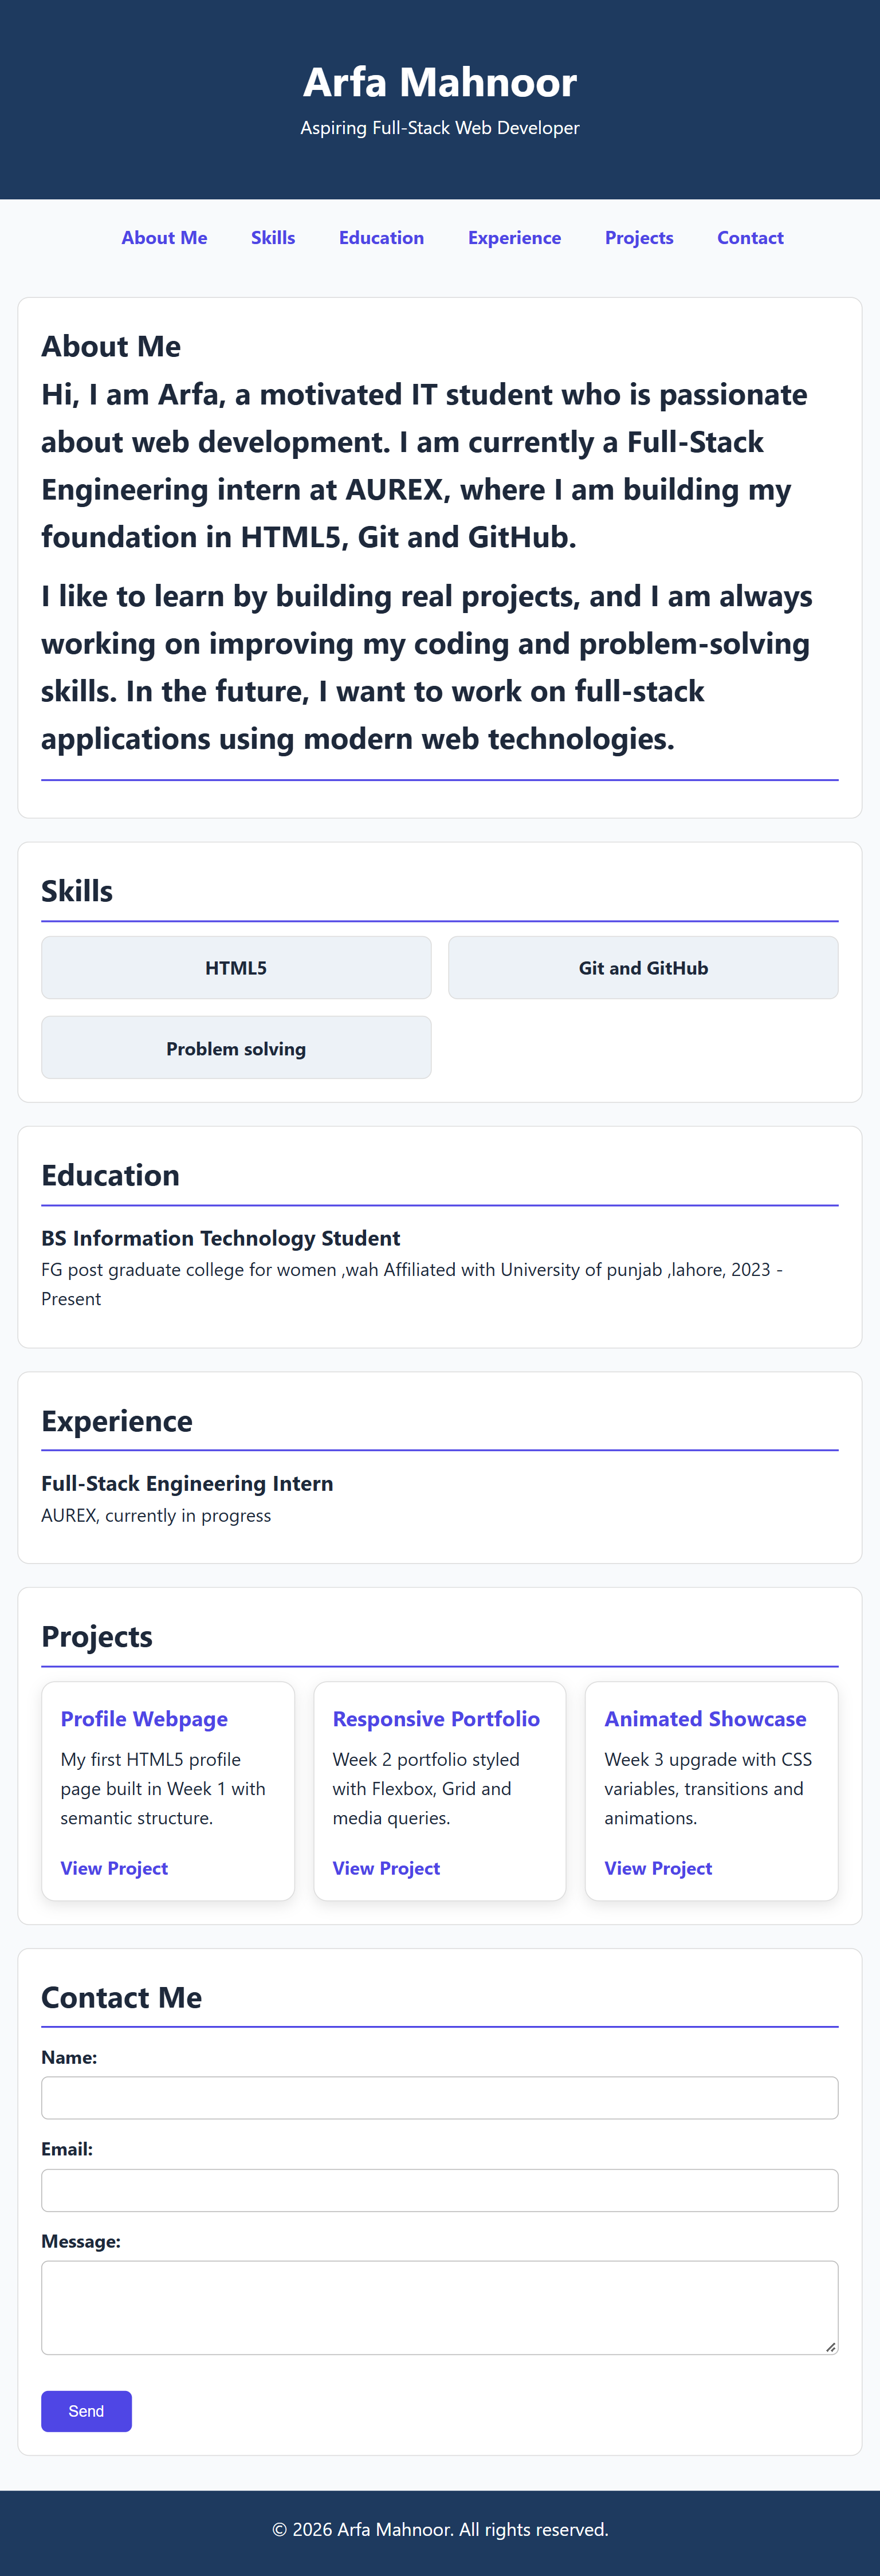 Arfa Mahnoor
Aspiring Full-Stack Web Developer
About Me Skills Education Experience Projects Contact
About Me
Hi, I am Arfa, a motivated IT student who is passionate
about web development. I am currently a Full-Stack
Engineering intern at AUREX, where I am building my
foundation in HTML5, Git and GitHub.
I like to learn by building real projects, and I am always
working on improving my coding and problem-solving
skills. In the future, I want to work on full-stack
applications using modern web technologies.
Skills
HTML5
Git and GitHub
Problem solving
Education
BS Information Technology Student
FG post graduate college for women ,wah Affiliated with University of punjab ,lahore, 2023 -
Present
Experience
Full-Stack Engineering Intern
AUREX, currently in progress
Projects
Profile Webpage
My first HTML5 profile
page built in Week 1 with
semantic structure.
View Project
Responsive Portfolio
Week 2 portfolio styled
with Flexbox, Grid and
media queries.
View Project
Animated Showcase
Week 3 upgrade with CSS
variables, transitions and
animations.
View Project
Contact Me
Name:
Email:
Message:
Send
© 2026 Arfa Mahnoor. All rights reserved.